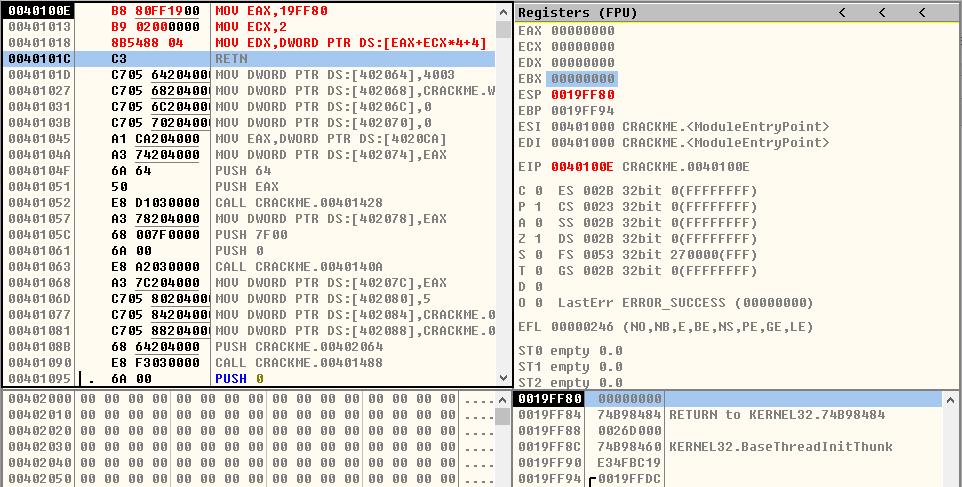 0040100E B8 80FF1900 MOV EAX,19FF80
00401013 B9 02000000 MOV ECX,2
00401018 8B5488 04 MOV EDX,DWORD PTR DS:[EAX+ECX*4+4]
0040101C C3 RETN
0040101D C705 64204000 MOV DWORD PTR DS:[402064],4003
00401027 C705 68204000 MOV DWORD PTR DS:[402068],CRACKME.W
00401031 C705 6C204000 MOV DWORD PTR DS:[40206C],0
0040103B C705 70204000 MOV DWORD PTR DS:[402070],0
00401045 A1 CA204000 MOV EAX,DWORD PTR DS:[4020CA]
0040104A A3 74204000 MOV DWORD PTR DS:[402074],EAX
0040104F 6A 64 PUSH 64
00401051 50 PUSH EAX
00401052 E8 D1030000 CALL CRACKME.00401428
00401057 A3 78204000 MOV DWORD PTR DS:[402078],EAX
0040105C 68 007F0000 PUSH 7F00
00401061 6A 00 PUSH 0
00401063 E8 A2030000 CALL CRACKME.0040140A
00401068 A3 7C204000 MOV DWORD PTR DS:[40207C],EAX
0040106D C705 80204000 MOV DWORD PTR DS:[402080],5
00401077 C705 84204000 MOV DWORD PTR DS:[402084],CRACKME.0
00401081 C705 88204000 MOV DWORD PTR DS:[402088],CRACKME.0
0040108B 68 64204000 PUSH CRACKME.00402064
00401090 E8 F3030000 CALL CRACKME.00401488
00401095 . 6A 00 PUSH 0
Registers (FPU) < < <
EAX 00000000
ECX 00000000
EDX 00000000
EBX 00000000
ESP 0019FF80
EBP 0019FF94
ESI 00401000 CRACKME.<ModuleEntryPoint>
EDI 00401000 CRACKME.<ModuleEntryPoint>
EIP 0040100E CRACKME.0040100E
C 0 ES 002B 32bit 0(FFFFFFFF)
P 1 CS 0023 32bit 0(FFFFFFFF)
A 0 SS 002B 32bit 0(FFFFFFFF)
Z 1 DS 002B 32bit 0(FFFFFFFF)
S 0 FS 0053 32bit 270000(FFF)
T 0 GS 002B 32bit 0(FFFFFFFF)
D 0
O 0 LastErr ERROR_SUCCESS (00000000)
EFL 00000246 (NO,NB,E,BE,NS,PE,GE,LE)
ST0 empty 0.0
ST1 empty 0.0
ST2 empty 0.0
00402000 00 00 00 00 00 00 00 00 00 00 00 00 00 00 00 00 ....
00402010 00 00 00 00 00 00 00 00 00 00 00 00 00 00 00 00 ....
00402020 00 00 00 00 00 00 00 00 00 00 00 00 00 00 00 00 ....
00402030 00 00 00 00 00 00 00 00 00 00 00 00 00 00 00 00 ....
00402040 00 00 00 00 00 00 00 00 00 00 00 00 00 00 00 00 ....
00402050 00 00 00 00 00 00 00 00 00 00 00 00 00 00 00 00 ....
0019FF80 00000000
0019FF84 74B98484 RETURN to KERNEL32.74B98484
0019FF88 0026D000
0019FF8C 74B98460 KERNEL32.BaseThreadInitThunk
0019FF90 E34FBC19
0019FF94 0019FFDC